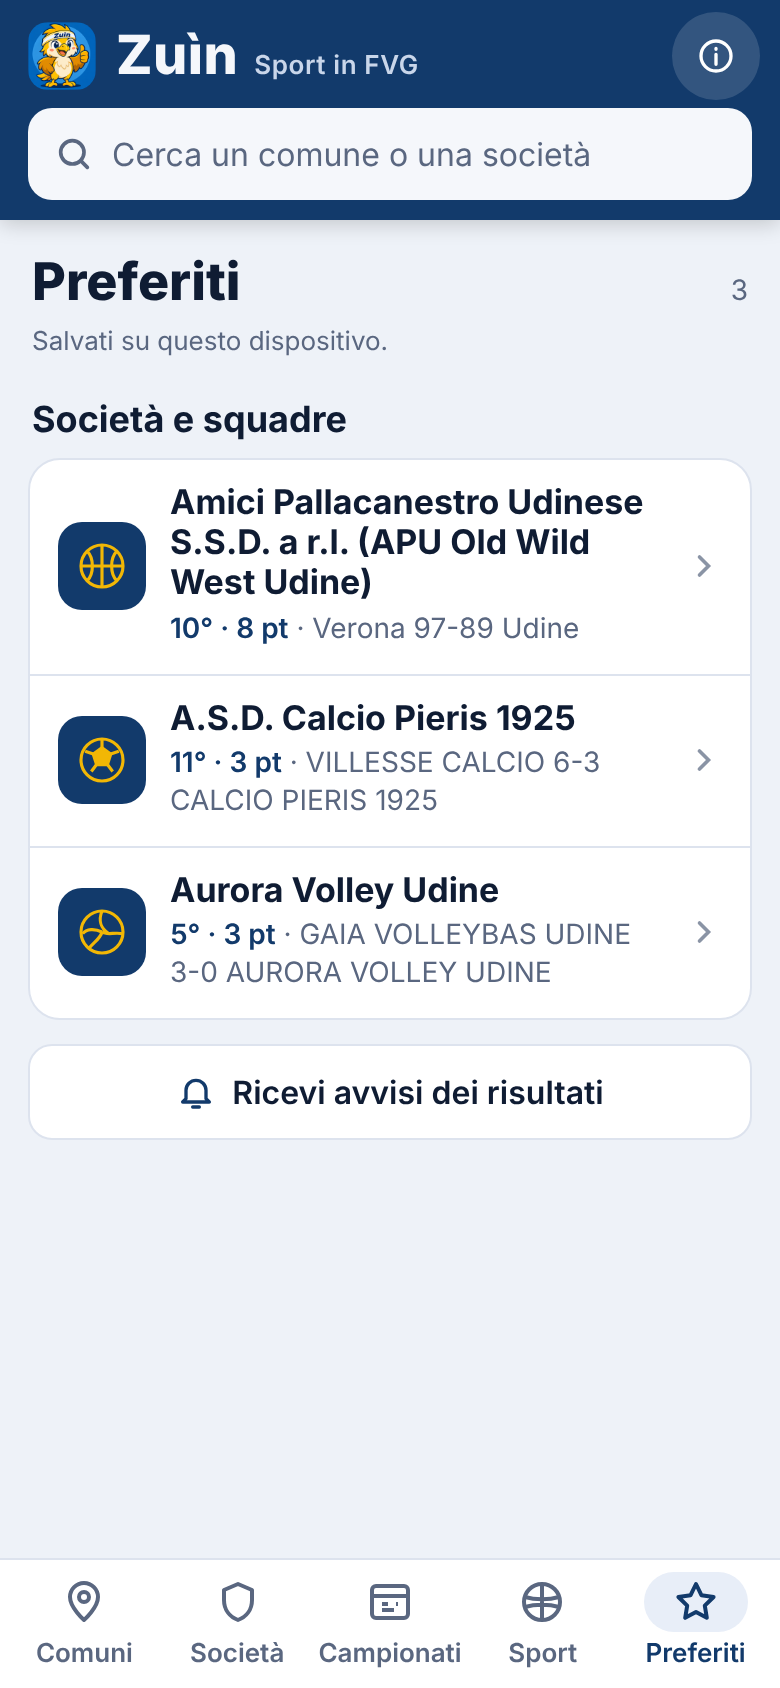 Zuin
Zuìn Sport in FVG
Cerca un comune o una società
Preferiti
3
Salvati su questo dispositivo.
Società e squadre
Amici Pallacanestro Udinese
S.S.D. a r.l. (APU Old Wild
West Udine)
10° · 8 pt · Verona 97-89 Udine
A.S.D. Calcio Pieris 1925
11° · 3 pt · VILLESSE CALCIO 6-3
CALCIO PIERIS 1925
Aurora Volley Udine
5° · 3 pt · GAIA VOLLEYBAS UDINE
3-0 AURORA VOLLEY UDINE
Ricevi avvisi dei risultati
Comuni
Società
Campionati
Sport
Preferiti